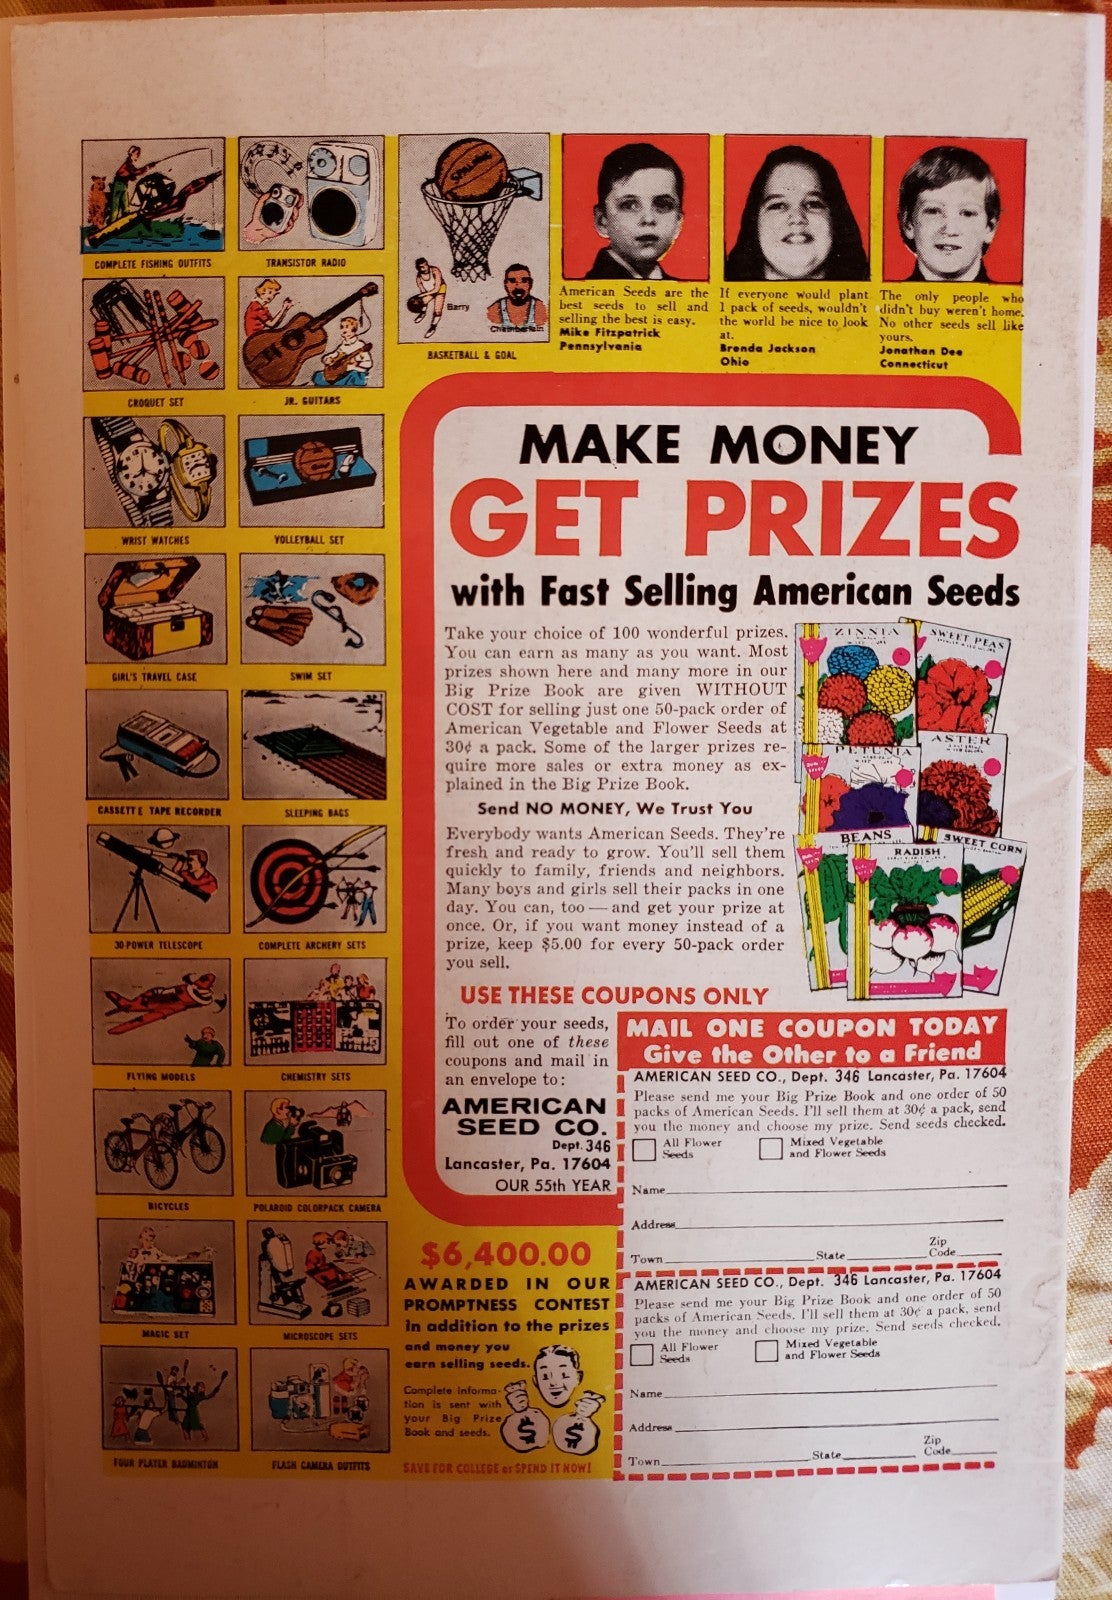 COMPLETE FISHING OUTFITS
TRANSISTOR RADIO
CROQUET SET
JR. GUITARS
WRIST WATCHES
VOLLEYBALL SET
GIRL'S TRAVEL CASE
SWIM SET
CASSETTE TAPE RECORDER
SLEEPING BAGS
30 POWER TELESCOPE
COMPLETE ARCHERY SETS
FLYING MODELS
CHEMISTRY SETS
BICYCLES
POLAROID COLORPACK CAMERA
MAGIC SET
MICROSCOPE SETS
FOUR PLAYER BADMINTON
FLASH CAMERA OUTFITS
Spalding
Barry
Chamberlain
BASKETBALL & GOAL
American Seeds are the
best seeds to sell and
selling the best is easy.
Mike Fitzpatrick
Pennsylvania
If everyone would plant
1 pack of seeds, wouldn't
the world be nice to look
at.
Brenda Jackson
Ohio
The only people who
didn't buy weren't home.
No other seeds sell like
yours.
Jonathan Dee
Connecticut
MAKE MONEY
GET PRIZES
with Fast Selling American Seeds
Take your choice of 100 wonderful prizes.
You can earn as many as you want. Most
prizes shown here and many more in our
Big Prize Book are given WITHOUT
COST for selling just one 50-pack order of
American Vegetable and Flower Seeds at
30¢ a pack. Some of the larger prizes re-
quire more sales or extra money as ex-
plained in the Big Prize Book.
Send NO MONEY, We Trust You
Everybody wants American Seeds. They're
fresh and ready to grow. You'll sell them
quickly to family, friends and neighbors.
Many boys and girls sell their packs in one
day. You can, too — and get your prize at
once. Or, if you want money instead of a
prize, keep $5.00 for every 50-pack order
you sell.
ZINNIA
SWEET PEAS
PETUNIA
ASTER
BEANS
RADISH
SWEET CORN
USE THESE COUPONS ONLY
To order your seeds,
fill out one of these
coupons and mail in
an envelope to:
AMERICAN
SEED CO.
Dept. 346
Lancaster, Pa. 17604
OUR 55th YEAR
MAIL ONE COUPON TODAY
Give the Other to a Friend
AMERICAN SEED CO., Dept. 346 Lancaster, Pa. 17604
Please send me your Big Prize Book and one order of 50
packs of American Seeds. I'll sell them at 30¢ a pack, send
you the money and choose my prize. Send seeds checked.
All Flower
Seeds
Mixed Vegetable
and Flower Seeds
Name
Address
Town State Zip
Code
AMERICAN SEED CO., Dept. 346 Lancaster, Pa. 17604
Please send me your Big Prize Book and one order of 50
packs of American Seeds. I'll sell them at 30¢ a pack, send
you the money and choose my prize. Send seeds checked.
All Flower
Seeds
Mixed Vegetable
and Flower Seeds
Name
Address
Town State Zip
Code
$6,400.00
AWARDED IN OUR
PROMPTNESS CONTEST
in addition to the prizes
and money you
earn selling seeds.
Complete informa-
tion is sent with
your Big Prize
Book and seeds.
$ $
SAVE FOR COLLEGE or SPEND IT NOW!